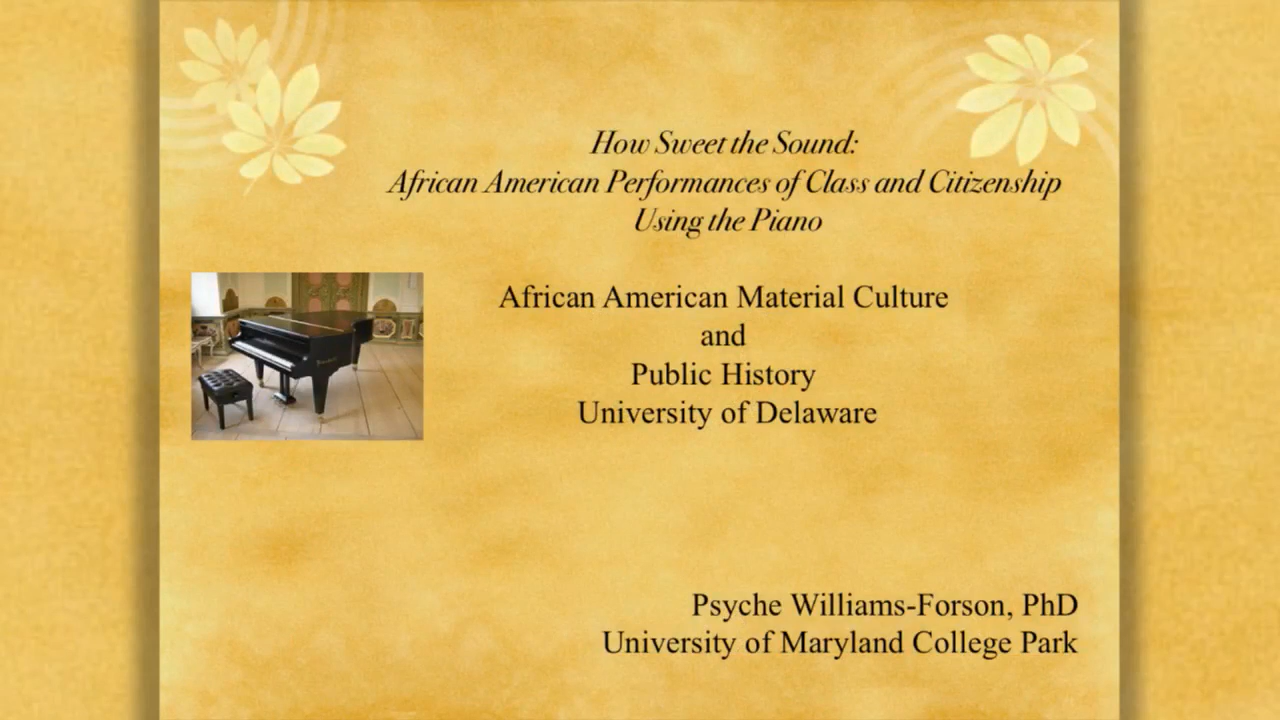 How Sweet the Sound:
African American Performances of Class and Citizenship
Using the Piano
African American Material Culture
and
Public History
University of Delaware
Psyche Williams-Forson, PhD
University of Maryland College Park